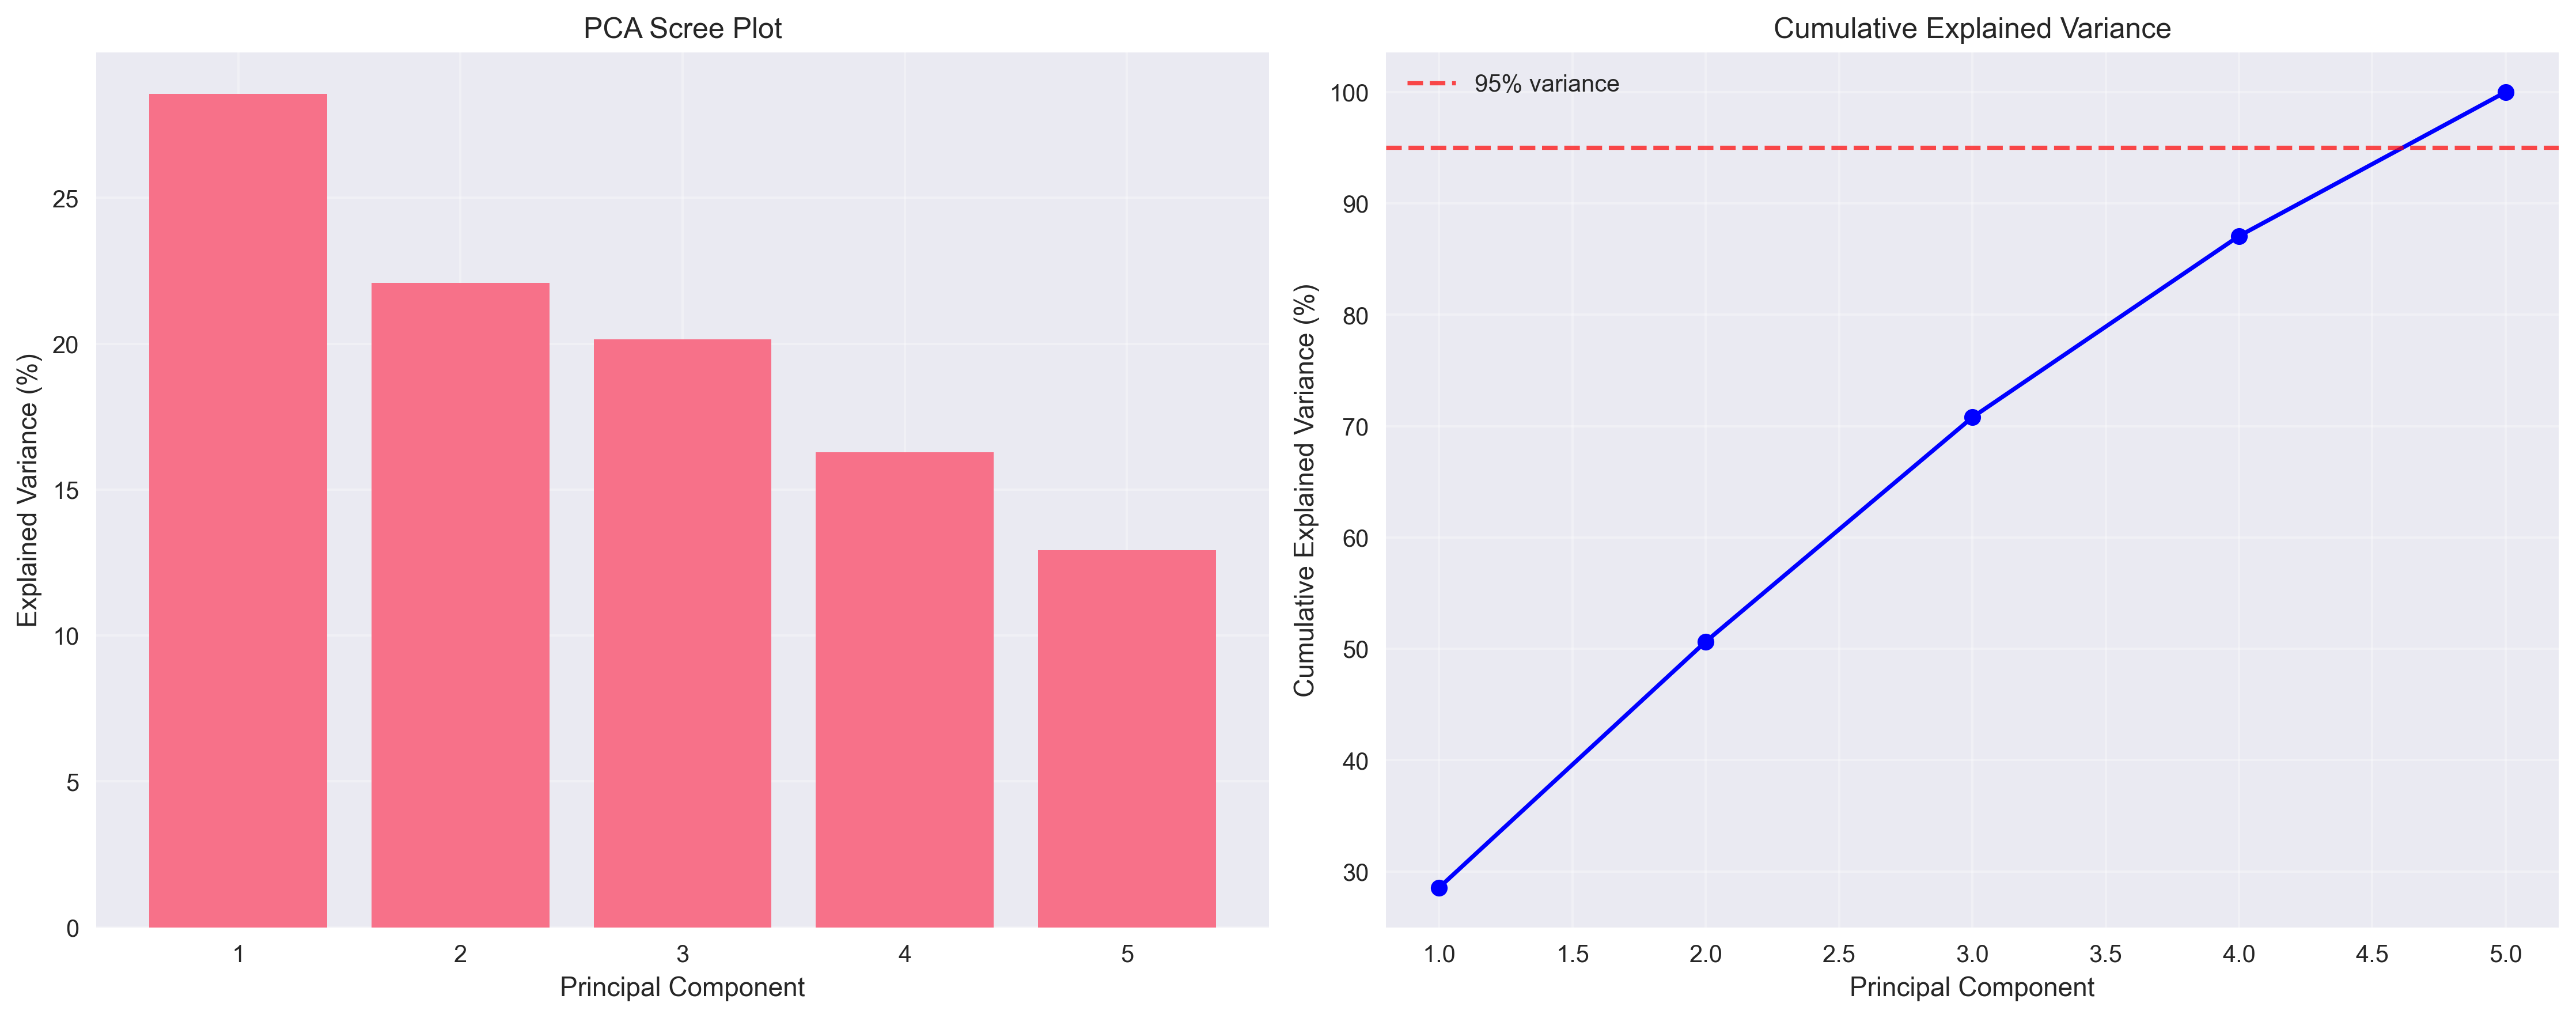 PCA Scree Plot
Explained Variance (%)
25
20
15
10
5
0
1 2 3 4 5
Principal Component
Cumulative Explained Variance
95% variance
Cumulative Explained Variance (%)
100
90
80
70
60
50
40
30
1.0 1.5 2.0 2.5 3.0 3.5 4.0 4.5 5.0
Principal Component